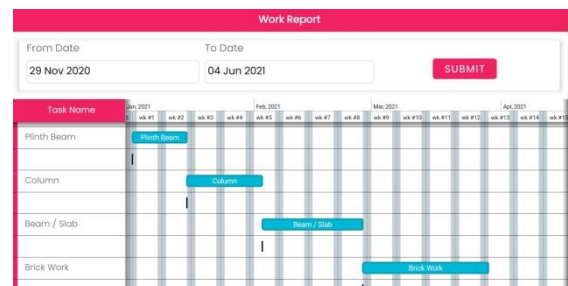 Work Report
From Date
To Date
29 Nov 2020
04 Jun 2021
SUBMIT
Task Name
Jan, 2021
Feb, 2021
Mar, 2021
Apr, 2021
wk #1 wk #2 wk #3 wk #4 wk #5 wk #6 wk #7 wk #8 wk #9 wk #10 wk #11 wk #12 wk #13 wk #14 wk #15
Plinth Beam
Plinth Beam
Column
Column
Beam / Slab
Beam / Slab
Brick Work
Brick Work